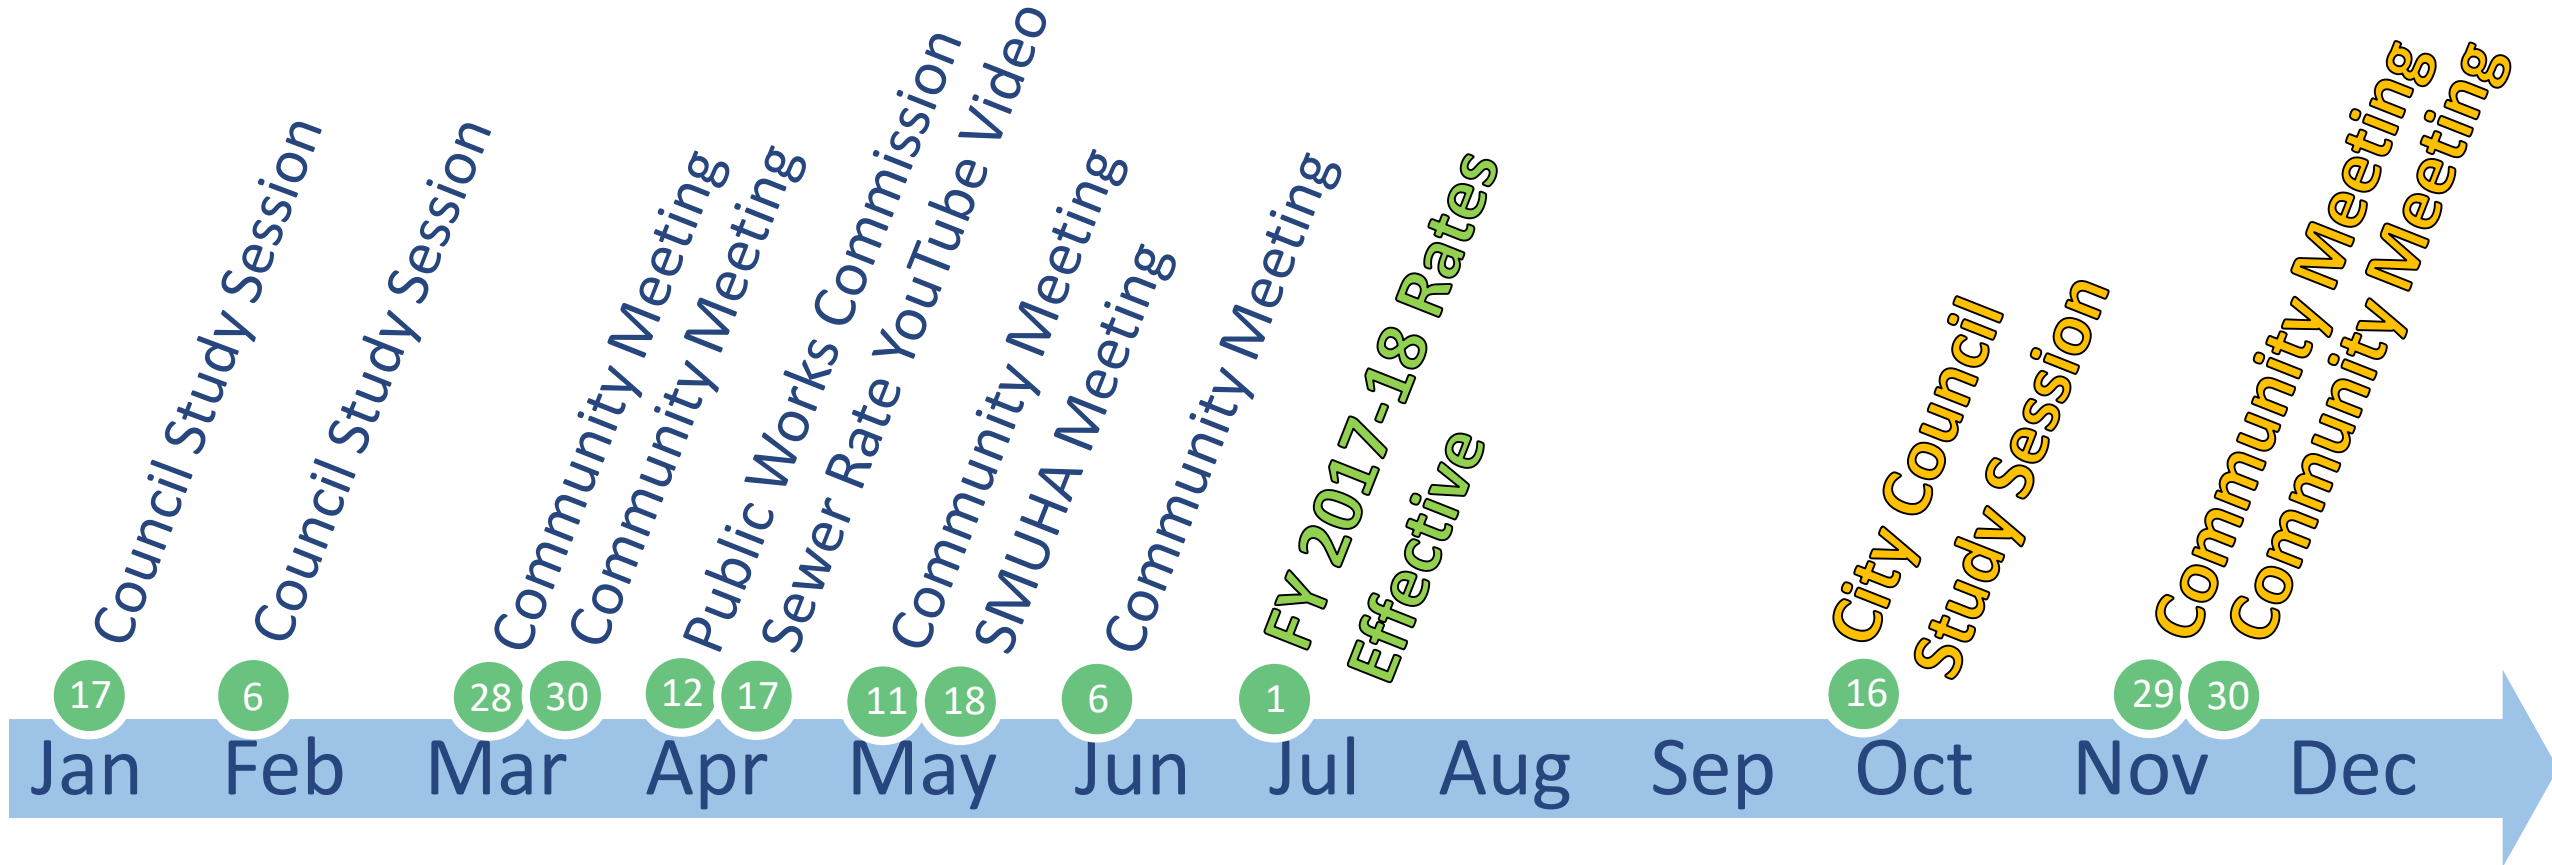 Council Study Session
Council Study Session
Community Meeting
Community Meeting
Public Works Commission
Sewer Rate YouTube Video
Community Meeting
SMUHA Meeting
Community Meeting
FY 2017-18 Rates
Effective
City Council
Study Session
Community Meeting
Community Meeting
17 6 28 30 12 17 11 18 6 1 16 29 30
Jan Feb Mar Apr May Jun Jul Aug Sep Oct Nov Dec